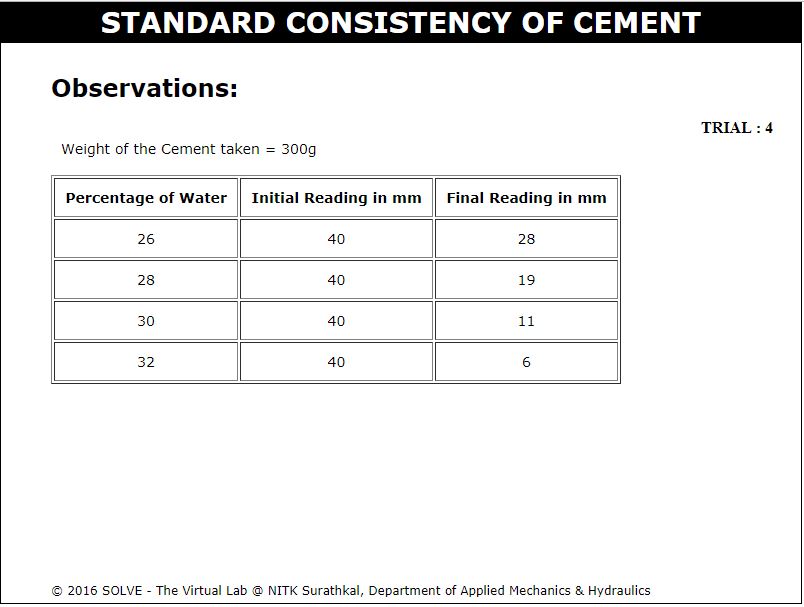 STANDARD CONSISTENCY OF CEMENT
Observations:
TRIAL : 4
Weight of the Cement taken = 300g
Percentage of Water Initial Reading in mm Final Reading in mm
26 40 28
28 40 19
30 40 11
32 40 6
© 2016 SOLVE - The Virtual Lab @ NITK Surathkal, Department of Applied Mechanics & Hydraulics